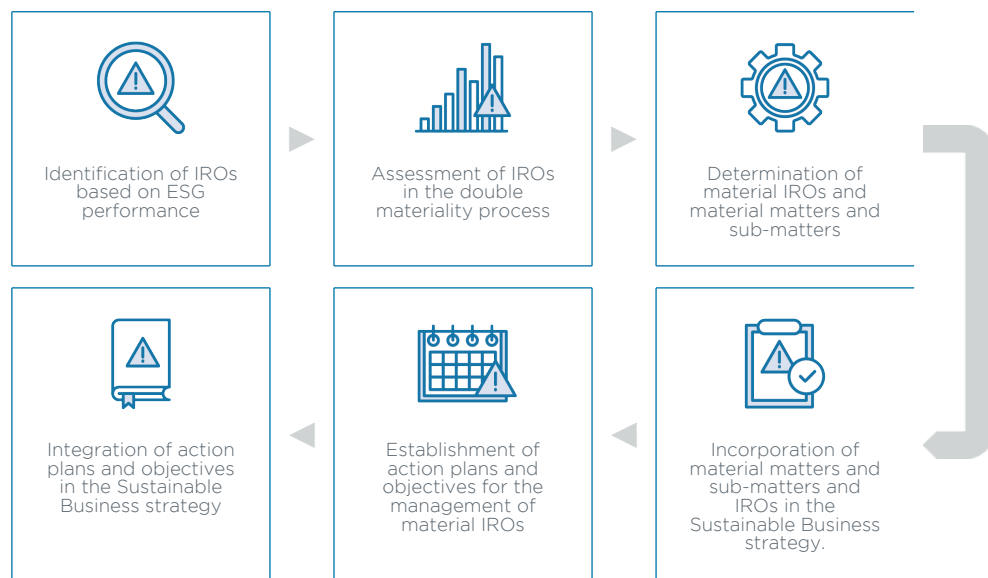 Identification of IROs
based on ESG
performance
Assessment of IROs
in the double
materiality process
Determination of
material IROs and
material matters and
sub-matters
Incorporation of
material matters and
sub-matters and
IROs in the
Sustainable Business
strategy.
Establishment of
action plans and
objectives for the
management of
material IROs
Integration of action
plans and objectives
in the Sustainable
Business strategy